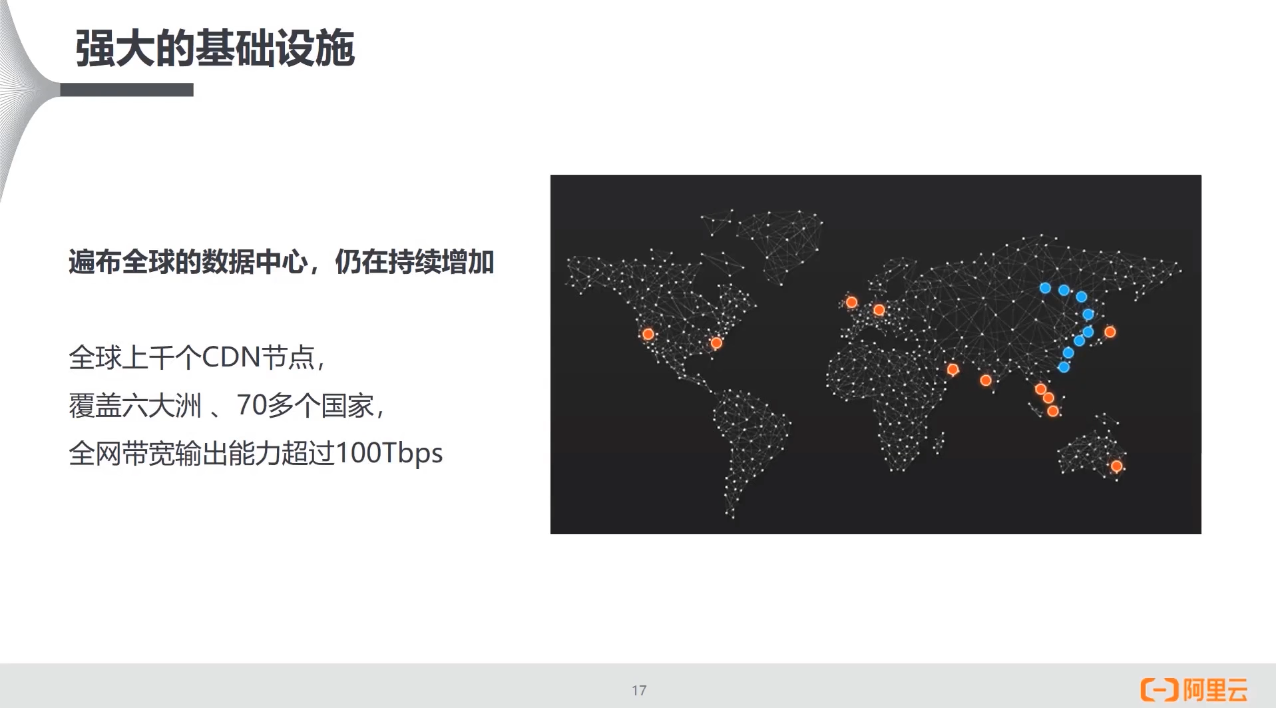 强大的基础设施
遍布全球的数据中心，仍在持续增加
全球上千个CDN节点，
覆盖六大洲 、70多个国家，
全网带宽输出能力超过100Tbps
17
阿里云